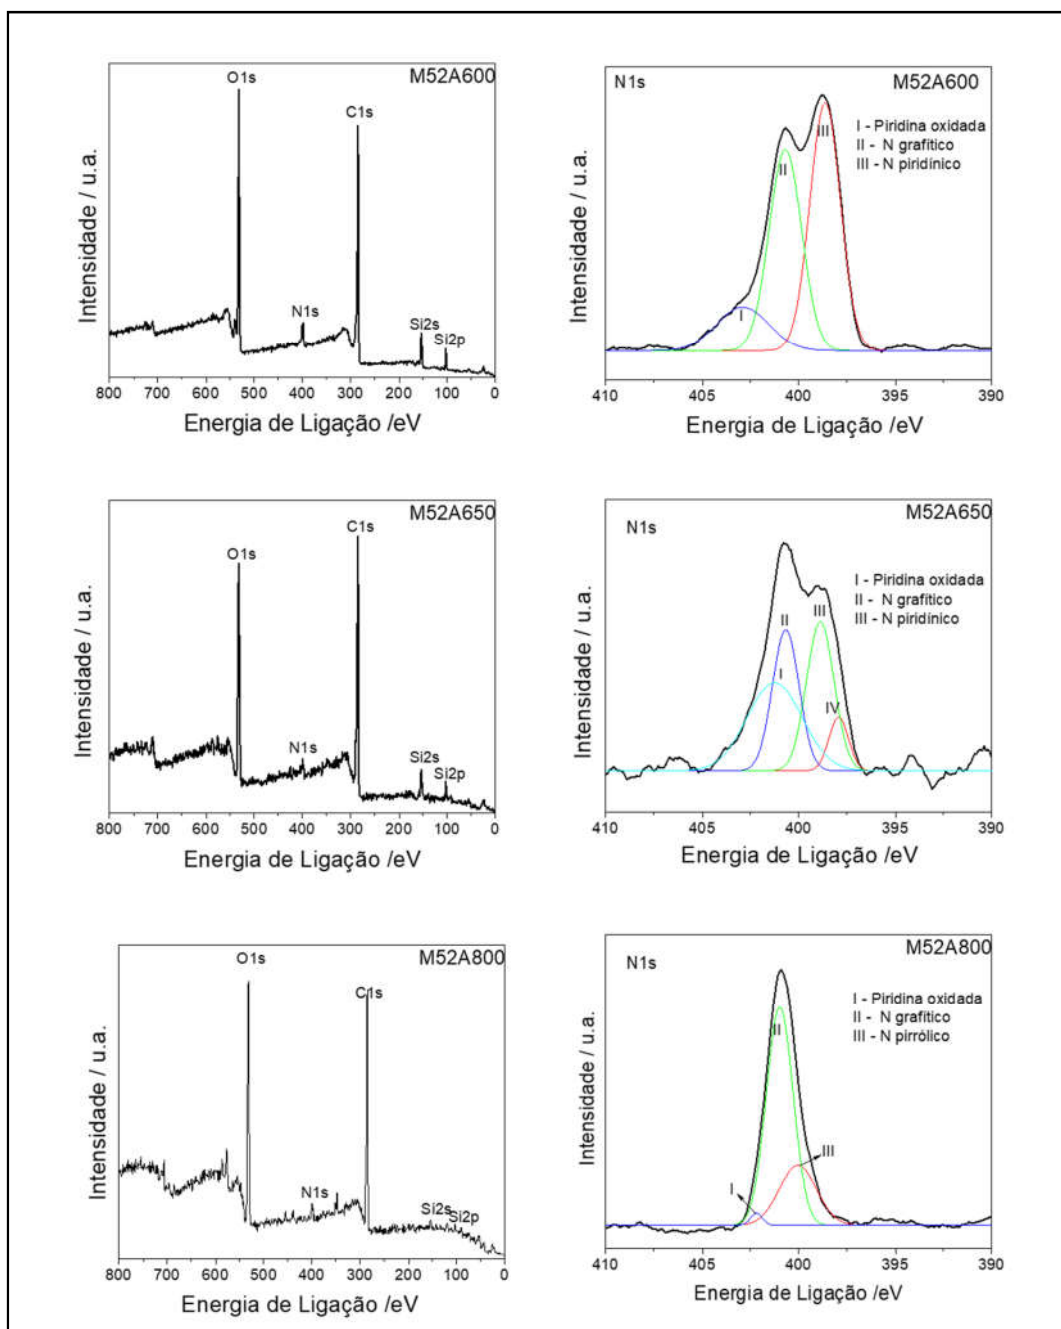 M52A600
O1s
C1s
N1s
Si2s
Si2p
Intensidade / u.a.
800 700 600 500 400 300 200 100 0
Energia de Ligação /eV
N1s
M52A600
I - Piridina oxidada
II - N grafítico
III - N piridínico
I
II
III
Intensidade / u.a.
410 405 400 395 390
Energia de Ligação /eV
M52A650
O1s
C1s
N1s
Si2s
Si2p
Intensidade / u.a.
800 700 600 500 400 300 200 100 0
Energia de Ligação /eV
N1s
M52A650
I - Piridina oxidada
II - N grafítico
III - N piridínico
II
III
I
IV
Intensidade / u.a.
410 405 400 395 390
Energia de Ligação /eV
M52A800
O1s
C1s
N1s
Si2s
Si2p
Intensidade / u.a.
800 700 600 500 400 300 200 100 0
Energia de Ligação /eV
N1s
M52A800
I - Piridina oxidada
II - N grafítico
III - N pirròlico
II
III
I
Intensidade / u.a.
410 405 400 395 390
Energia de Ligação /eV